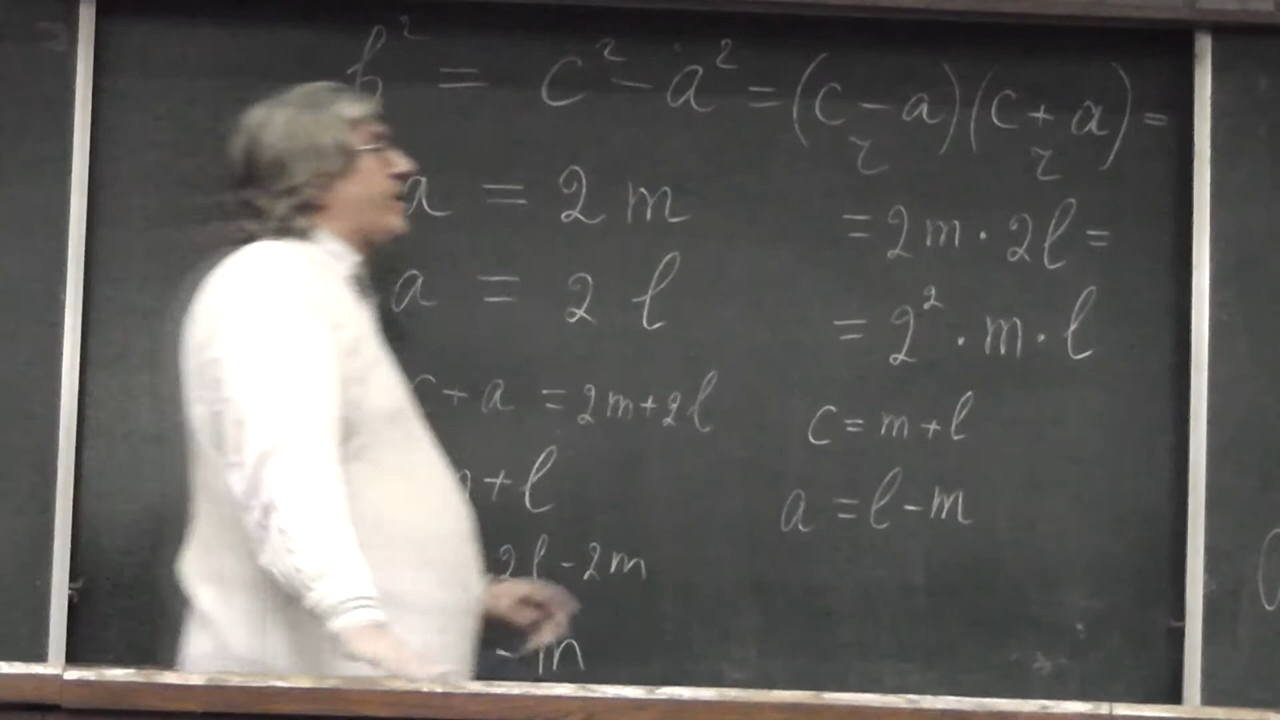 b² = c² - a² = (c - a)(c + a) =
ч ч
a = 2m
= 2m · 2l =
a = 2l
= 2² · m · l
c + a = 2m + 2l
c = m + l
+ l
a = l - m
2l - 2m
- m